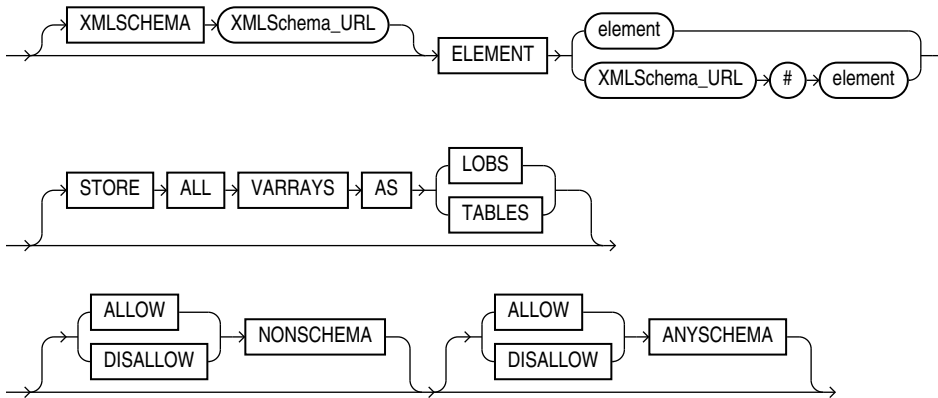 XMLSCHEMA XMLSchema_URL
ELEMENT element
XMLSchema_URL # element
STORE ALL VARRAYS AS LOBS
TABLES
ALLOW NONSCHEMA ALLOW ANYSCHEMA
DISALLOW DISALLOW